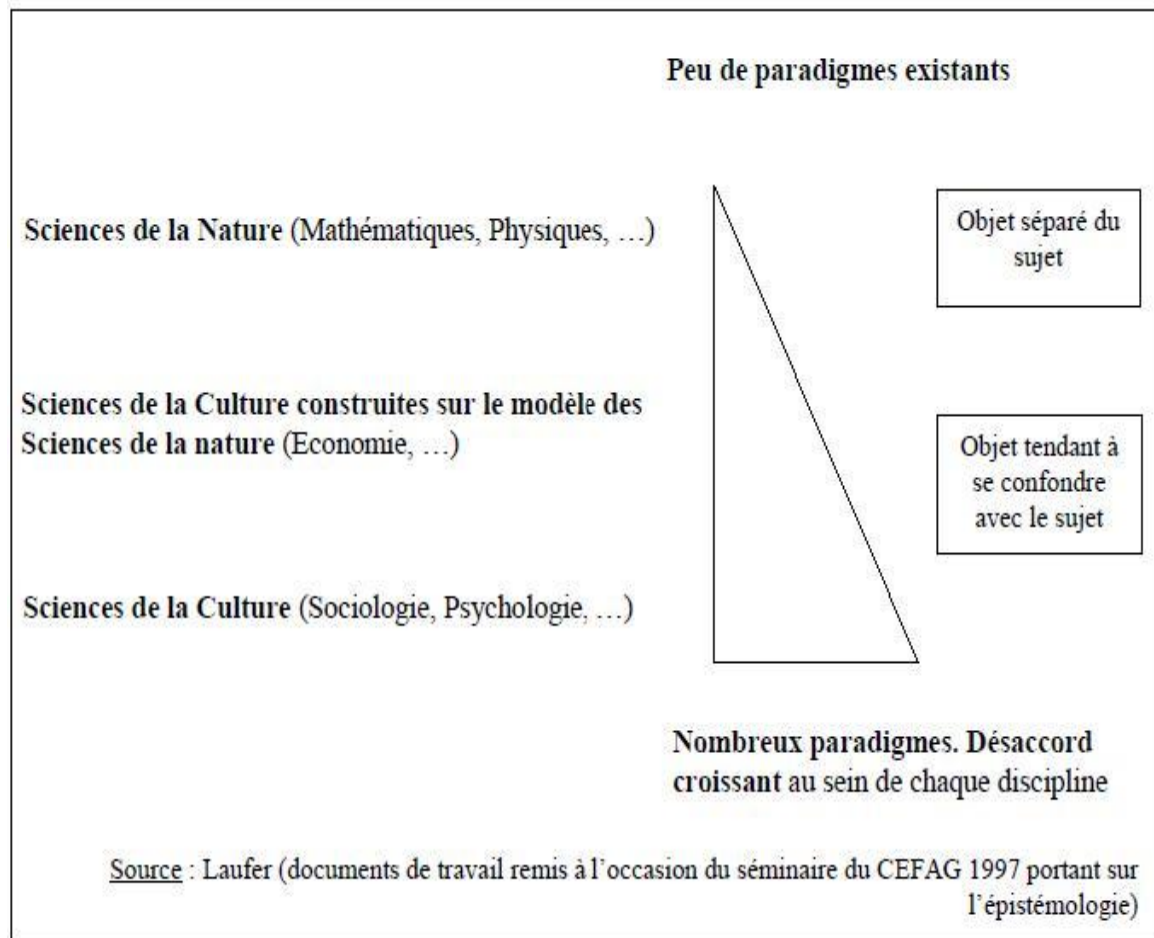 Peu de paradigmes existants
Sciences de la Nature (Mathématiques, Physiques, …)
Objet séparé du
sujet
Sciences de la Culture construites sur le modèle des
Sciences de la nature (Economie, …)
Objet tendant à
se confondre
avec le sujet
Sciences de la Culture (Sociologie, Psychologie, …)
Nombreux paradigmes. Désaccord
croissant au sein de chaque discipline
Source : Laufer (documents de travail remis à l’occasion du séminaire du CEFAG 1997 portant sur
l’épistémologie)